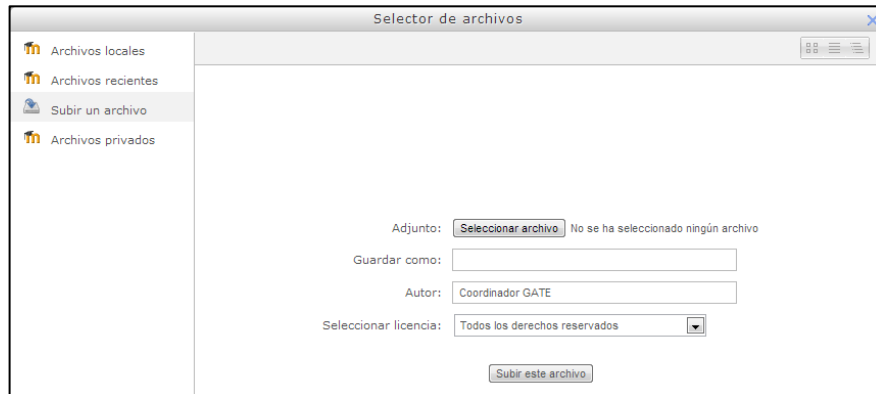 Selector de archivos
Archivos locales
Archivos recientes
Subir un archivo
Archivos privados
Adjunto: Seleccionar archivo No se ha seleccionado ningún archivo
Guardar como:
Autor: Coordinador GATE
Seleccionar licencia: Todos los derechos reservados
Subir este archivo